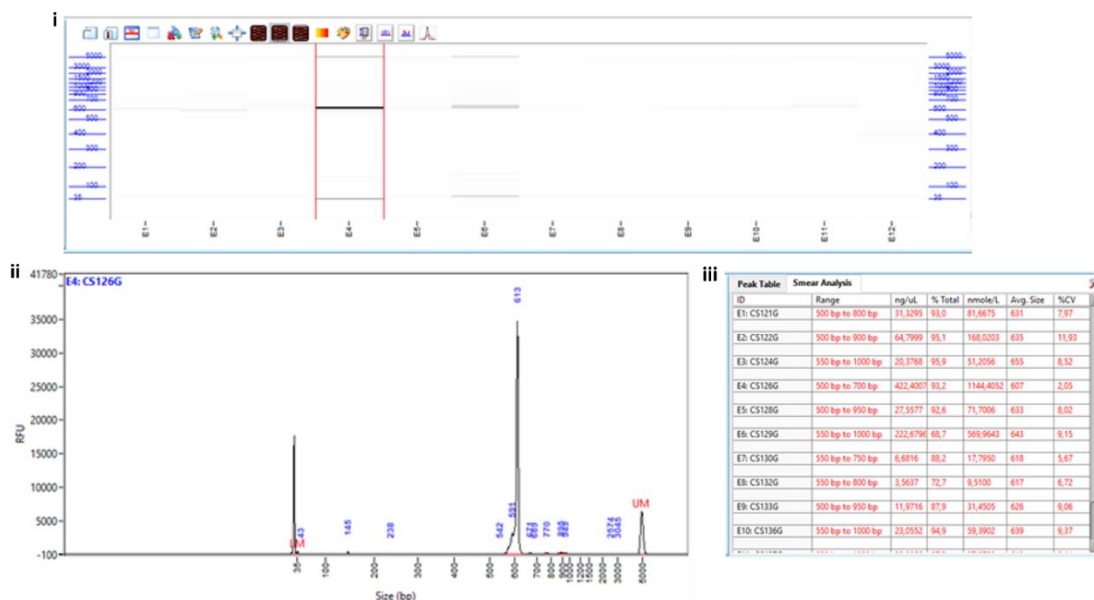 i
5000 5000
3000 3000
700 700
600 600
500 500
400 400
300 300
200 200
100 100
35 35
E1 E2 E3 E4 E5 E6 E7 E8 E9 E10 E11 E12
ii
E4: CS126G
41780
35000
30000
25000
20000
15000
10000
5000
-100
RFU
UM
43
145
238
542
591
613
770
2574
3045
UM
35 100 200 300 400 500 600 700 800 900 1000 1200 1500 2000 3000 5000
Size (bp)
iii
Peak Table Smear Analysis
ID Range ng/uL % Total nmole/L Avg. Size %CV
E1: CS121G 500 bp to 800 bp 31,3295 93,0 81,6675 631 7,97
E2: CS122G 500 bp to 900 bp 64,7999 95,1 168,0203 635 11,93
E3: CS124G 550 bp to 1000 bp 20,3768 95,9 51,2056 655 8,52
E4: CS126G 500 bp to 700 bp 422,4007 93,2 1144,4052 607 2,05
E5: CS128G 500 bp to 950 bp 27,5577 92,6 71,7006 633 8,02
E6: CS129G 550 bp to 1000 bp 222,6796 68,7 569,9643 643 9,15
E7: CS130G 550 bp to 750 bp 6,6816 88,2 17,7950 618 5,67
E8: CS132G 550 bp to 800 bp 3,5637 72,7 9,5100 617 6,72
E9: CS133G 500 bp to 950 bp 11,9716 87,9 31,4505 626 9,06
E10: CS136G 550 bp to 1000 bp 23,0552 94,9 59,3902 639 9,37